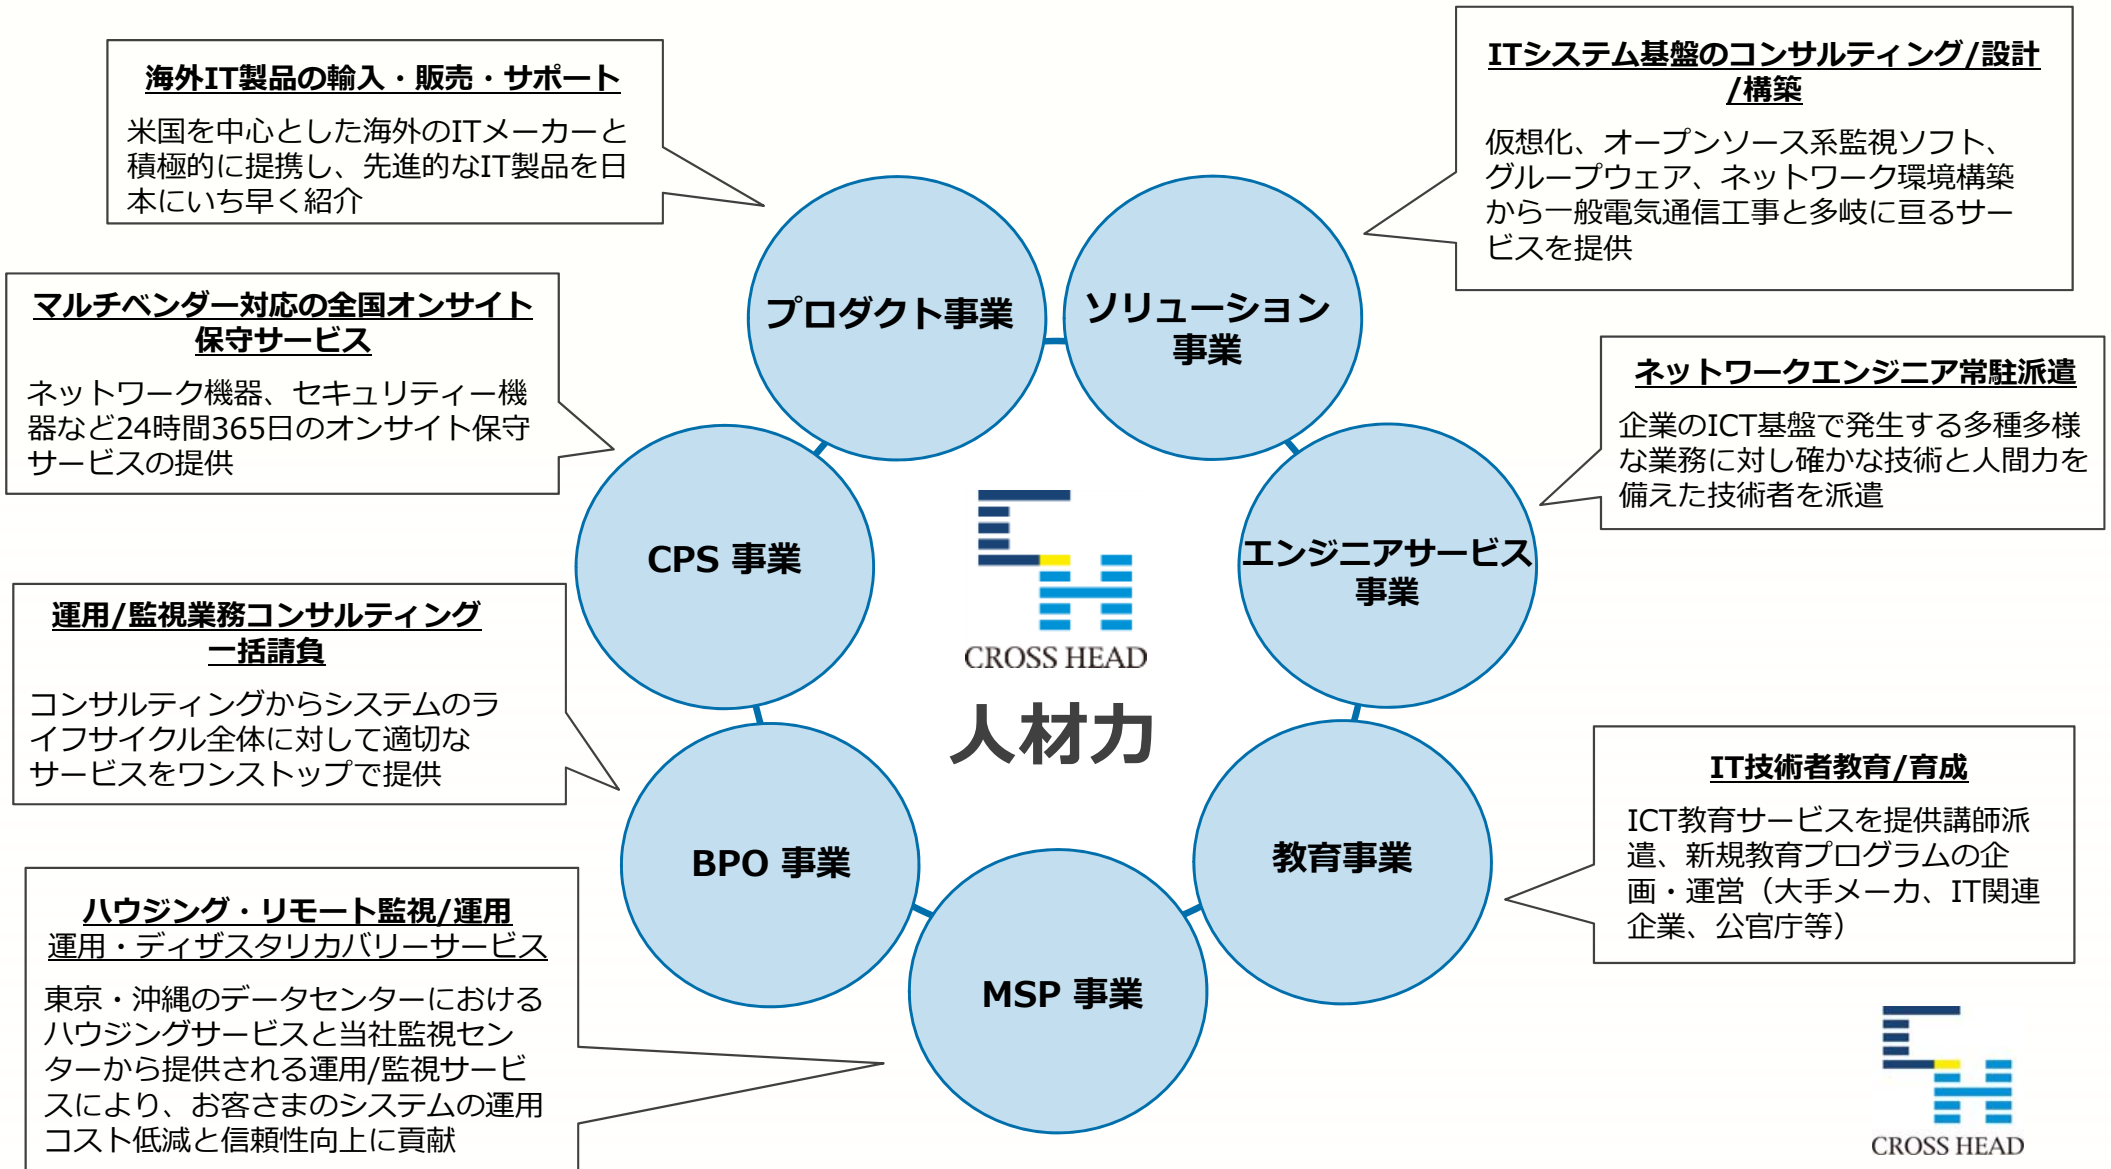 海外IT製品の輸入・販売・サポート
米国を中心とした海外のITメーカーと
積極的に提携し、先進的なIT製品を日
本にいち早く紹介
ITシステム基盤のコンサルティング/設計
/構築
仮想化、オープンソース系監視ソフト、
グループウェア、ネットワーク環境構築
から一般電気通信工事と多岐に亘るサー
ビスを提供
プロダクト事業
ソリューション
事業
マルチベンダー対応の全国オンサイト
保守サービス
ネットワーク機器、セキュリティー機
器など24時間365日のオンサイト保守
サービスの提供
ネットワークエンジニア常駐派遣
企業のICT基盤で発生する多種多様
な業務に対し確かな技術と人間力を
備えた技術者を派遣
CPS 事業
エンジニアサービス
事業
CROSS HEAD
人材力
運用/監視業務コンサルティング
一括請負
コンサルティングからシステムのラ
イフサイクル全体に対して適切な
サービスをワンストップで提供
IT技術者教育/育成
ICT教育サービスを提供講師派
遣、新規教育プログラムの企
画・運営（大手メーカ、IT関連
企業、公官庁等）
BPO 事業
教育事業
MSP 事業
ハウジング・リモート監視/運用
運用・ディザスタリカバリーサービス
東京・沖縄のデータセンターにおける
ハウジングサービスと当社監視セン
ターから提供される運用/監視サービ
スにより、お客さまのシステムの運用
コスト低減と信頼性向上に貢献
CROSS HEAD